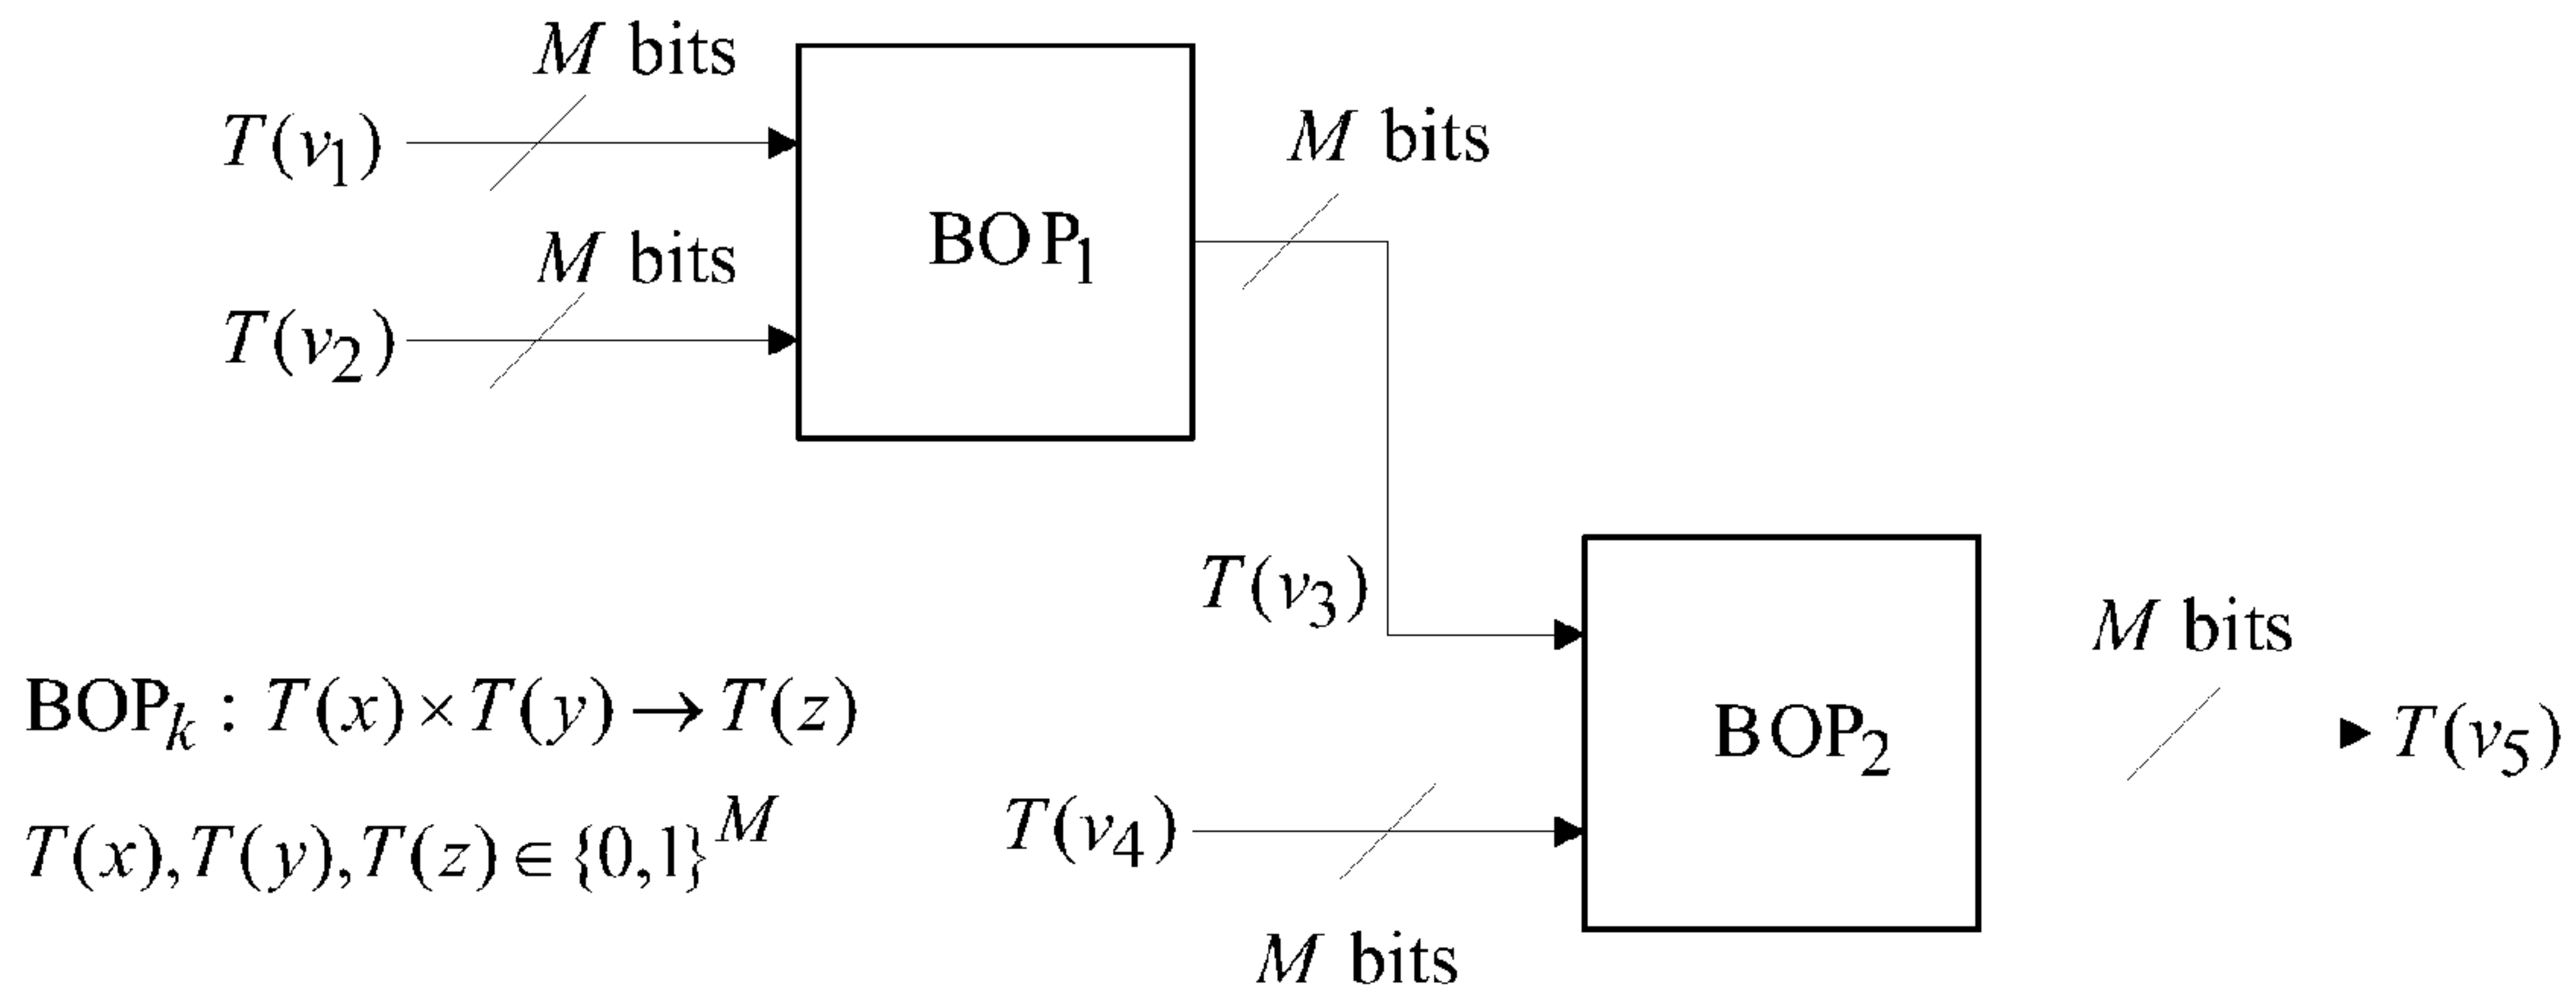 M bits
T(v₁)
M bits
T(v₂)
BOP₁
M bits
T(v₃)
M bits
T(v₄)
BOP₂
M bits
T(v₅)
BOPₖ : T(x) × T(y) → T(z)
T(x), T(y), T(z) ∈ {0,1}ᴹ